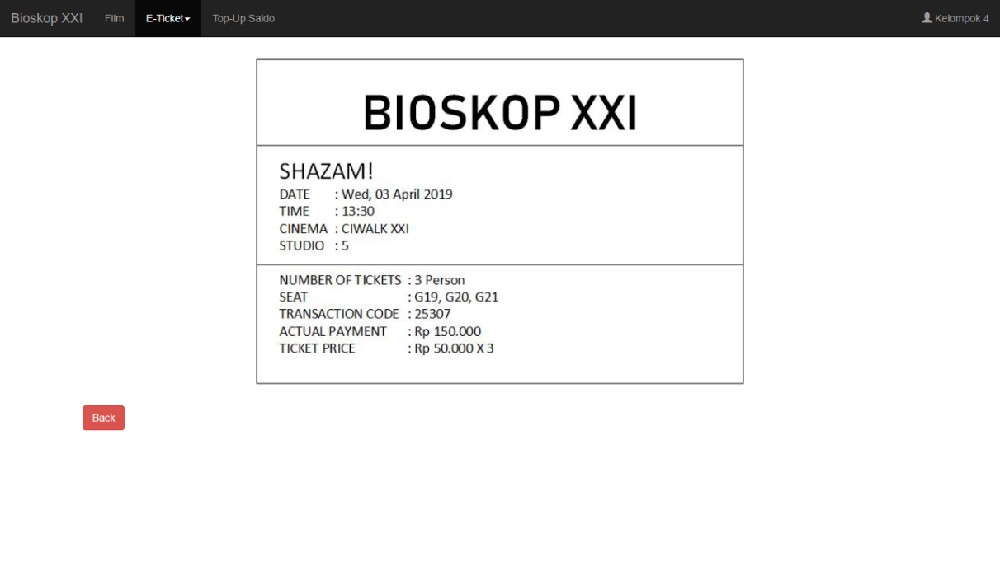 Bioskop XXI Film E-Ticket Top-Up Saldo Kelompok 4
BIOSKOP XXI
SHAZAM!
DATE : Wed, 03 April 2019
TIME : 13:30
CINEMA : CIWALK XXI
STUDIO : 5
NUMBER OF TICKETS : 3 Person
SEAT : G19, G20, G21
TRANSACTION CODE : 25307
ACTUAL PAYMENT : Rp 150.000
TICKET PRICE : Rp 50.000 X 3
Back